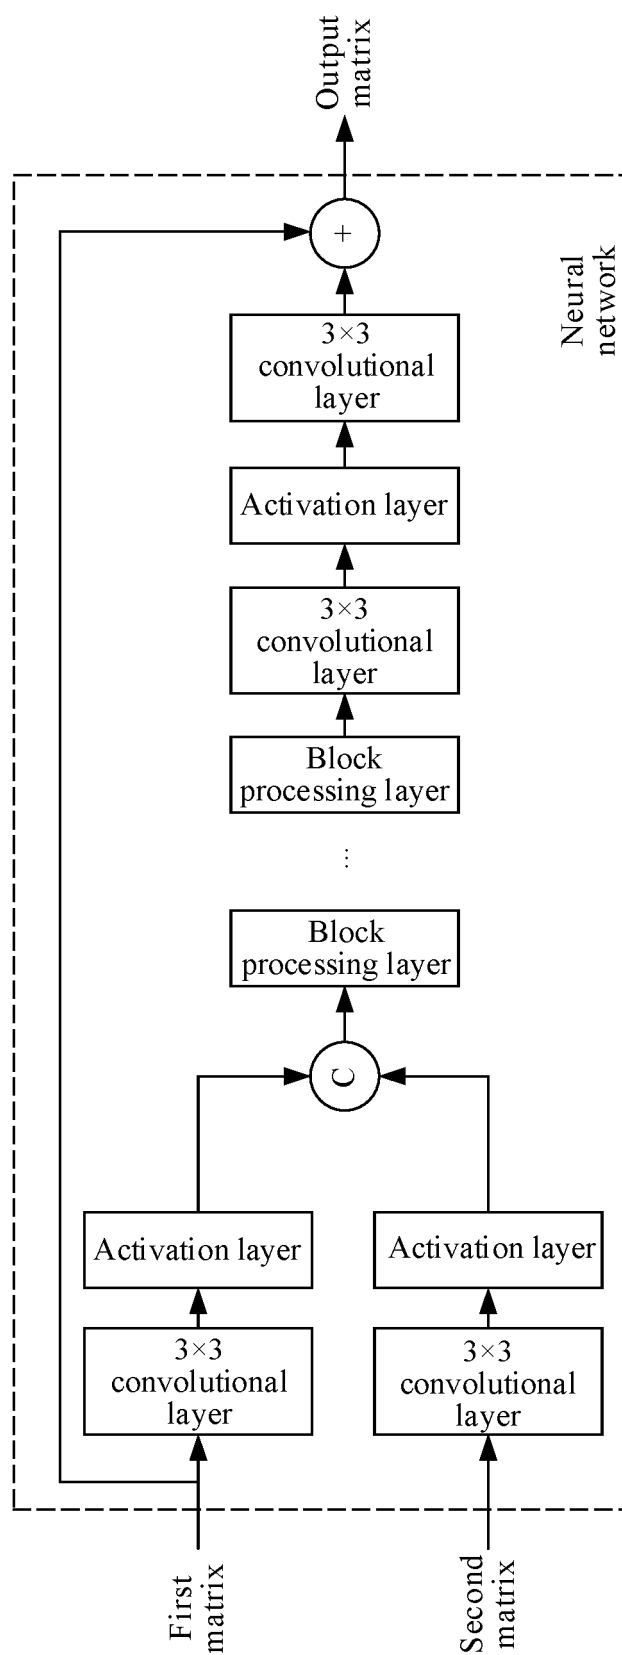 Output
matrix
+
Neural
network
3×3
convolutional
layer
Activation layer
3×3
convolutional
layer
Block
processing layer
...
Block
processing layer
C
Activation layer
Activation layer
3×3
convolutional
layer
3×3
convolutional
layer
First
matrix
Second
matrix